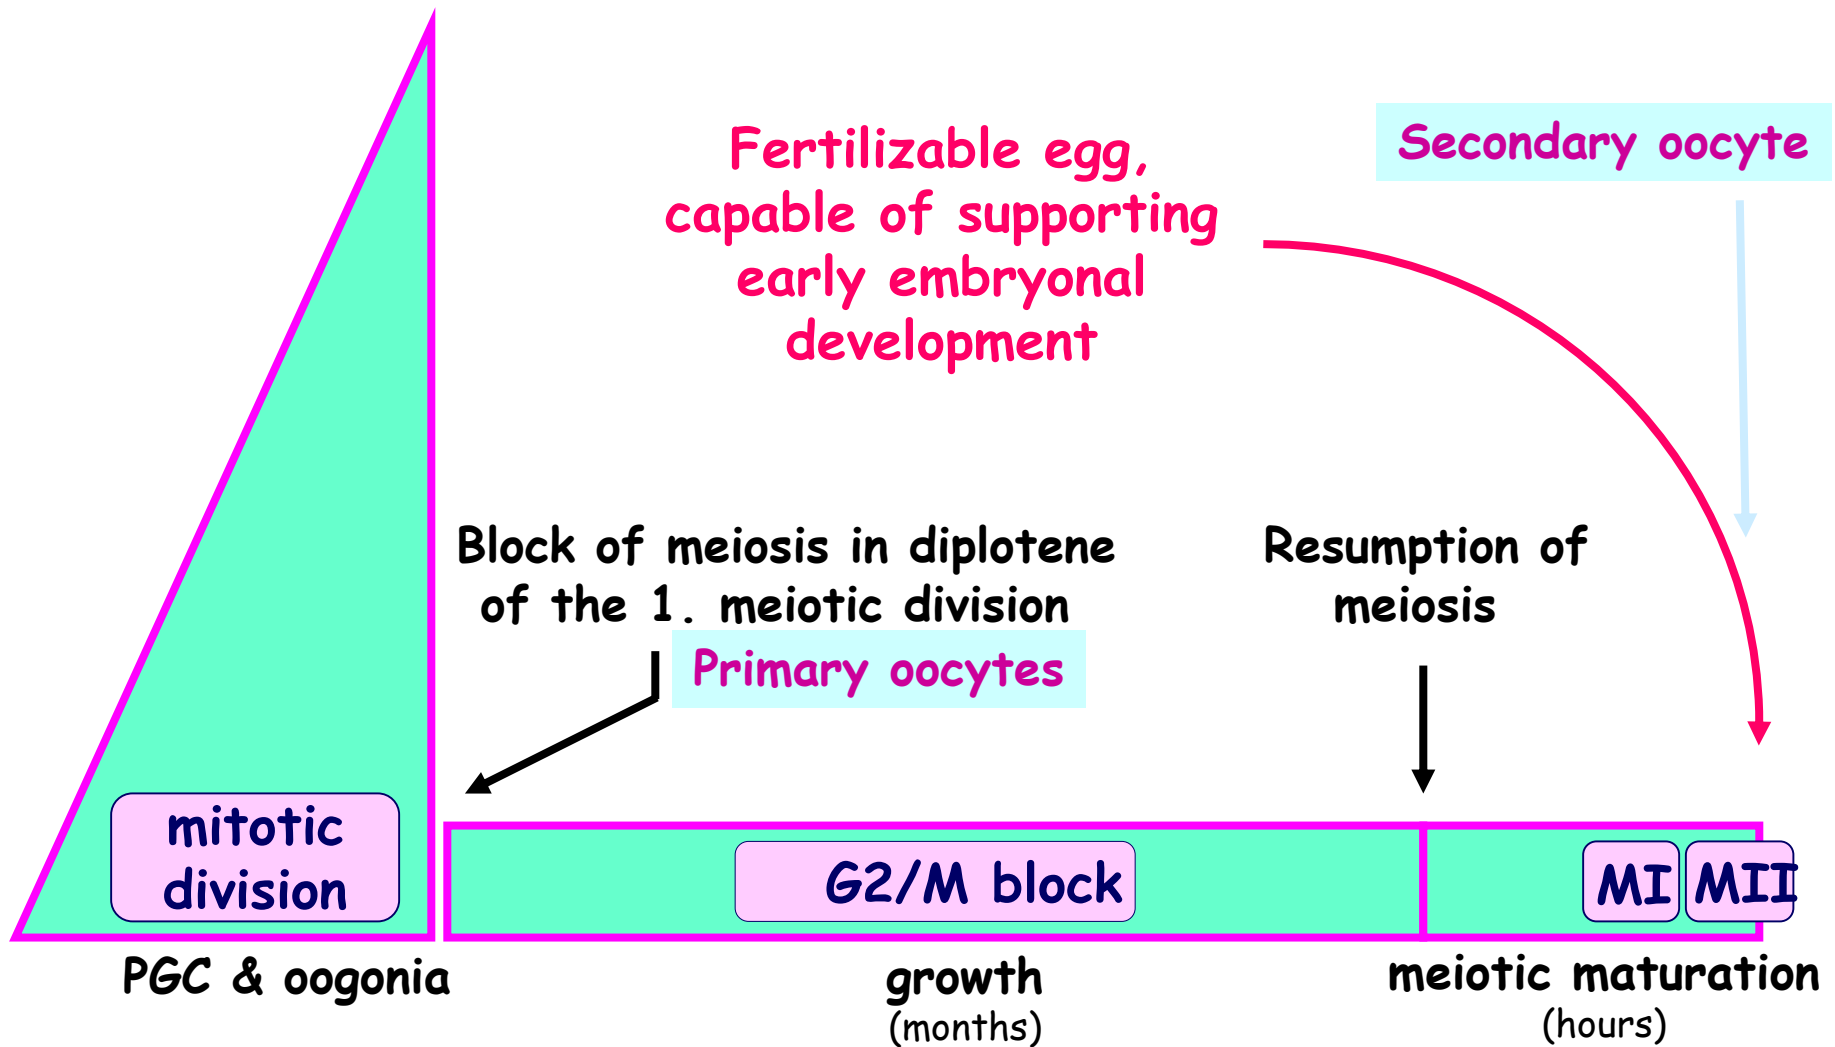 Fertilizable egg,
capable of supporting
early embryonal
development
Secondary oocyte
Block of meiosis in diplotene
of the 1. meiotic division
Primary oocytes
Resumption of
meiosis
mitotic
division
G2/M block
MI
MII
PGC & oogonia
growth
(months)
meiotic maturation
(hours)